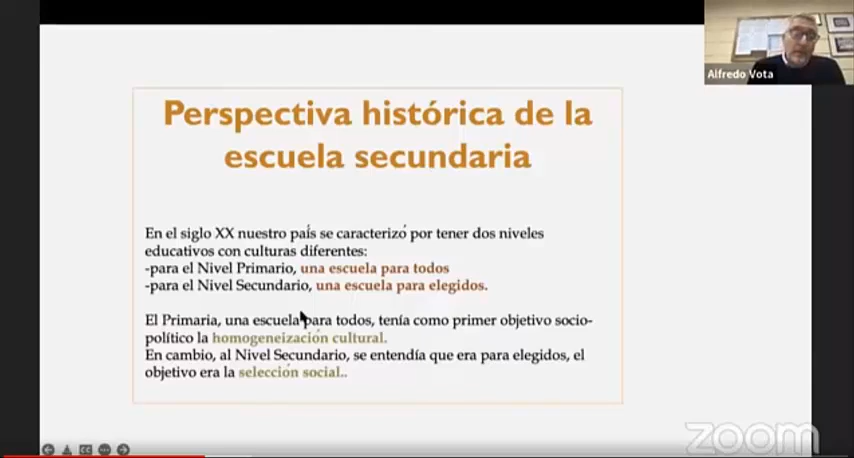 Alfredo Vota
Perspectiva histórica de la
escuela secundaria
En el siglo XX nuestro país se caracterizó por tener dos niveles
educativos con culturas diferentes:
-para el Nivel Primario, una escuela para todos
-para el Nivel Secundario, una escuela para elegidos.
El Primaria, una escuela para todos, tenía como primer objetivo socio-
político la homogeneización cultural.
En cambio, al Nivel Secundario, se entendía que era para elegidos, el
objetivo era la selección social..
CC
zoom